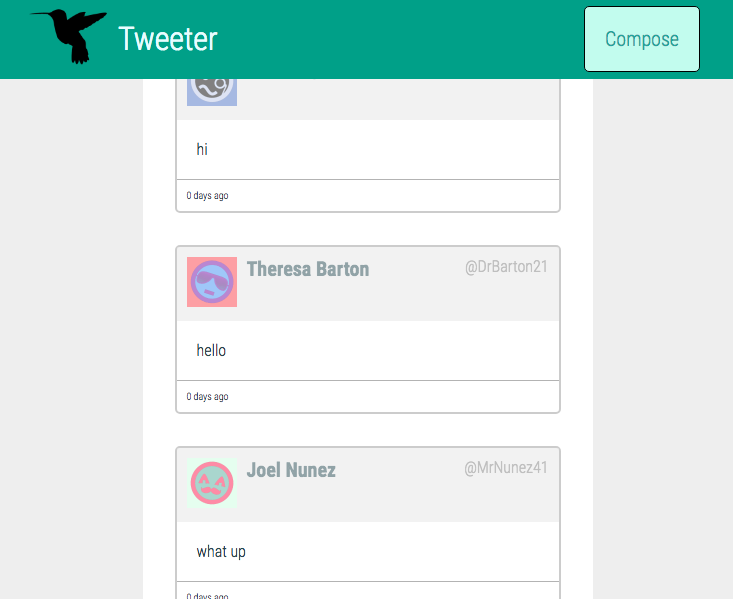 Tweeter
Compose
hi
0 days ago
Theresa Barton
@DrBarton21
hello
0 days ago
Joel Nunez
@MrNunez41
what up
0 days ago